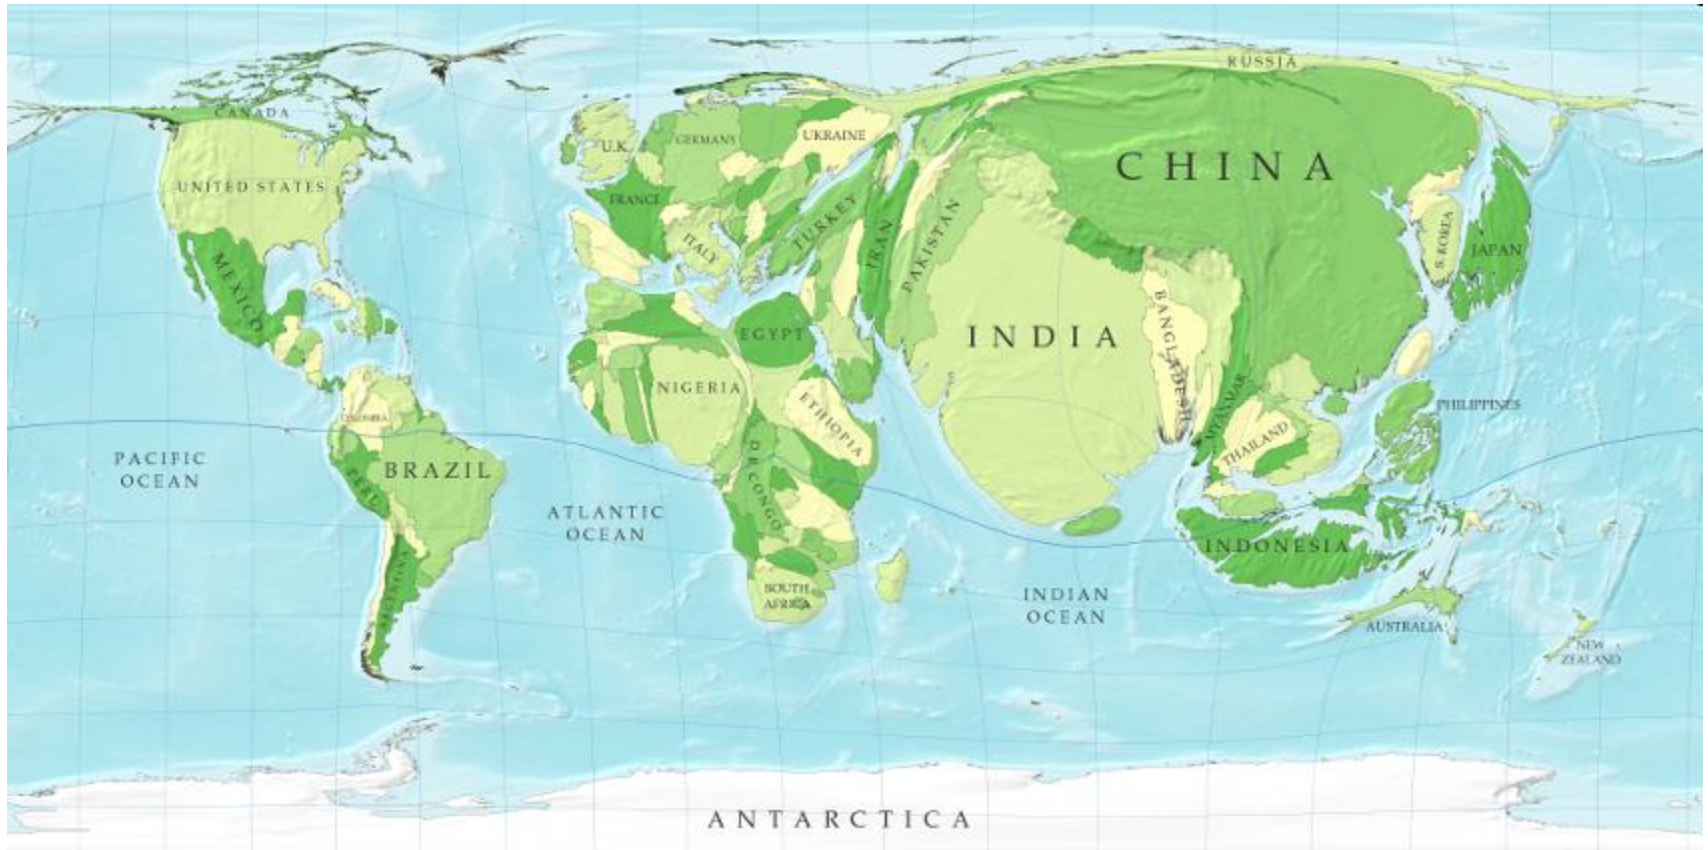 RUSSIA
CANADA
UNITED STATES
MEXICO
U.K.
GERMANY
UKRAINE
FRANCE
ITALY
TURKEY
IRAN
PAKISTAN
CHINA
S. KOREA
JAPAN
EGYPT
INDIA
BANGLADESH
NIGERIA
ETHIOPIA
MYANMAR
THAILAND
PHILIPPINES
COLOMBIA
BRAZIL
PERU
PACIFIC
OCEAN
D R CONGO
ATLANTIC
OCEAN
INDONESIA
ARGENTINA
SOUTH
AFRICA
INDIAN
OCEAN
AUSTRALIA
NEW
ZEALAND
ANTARCTICA